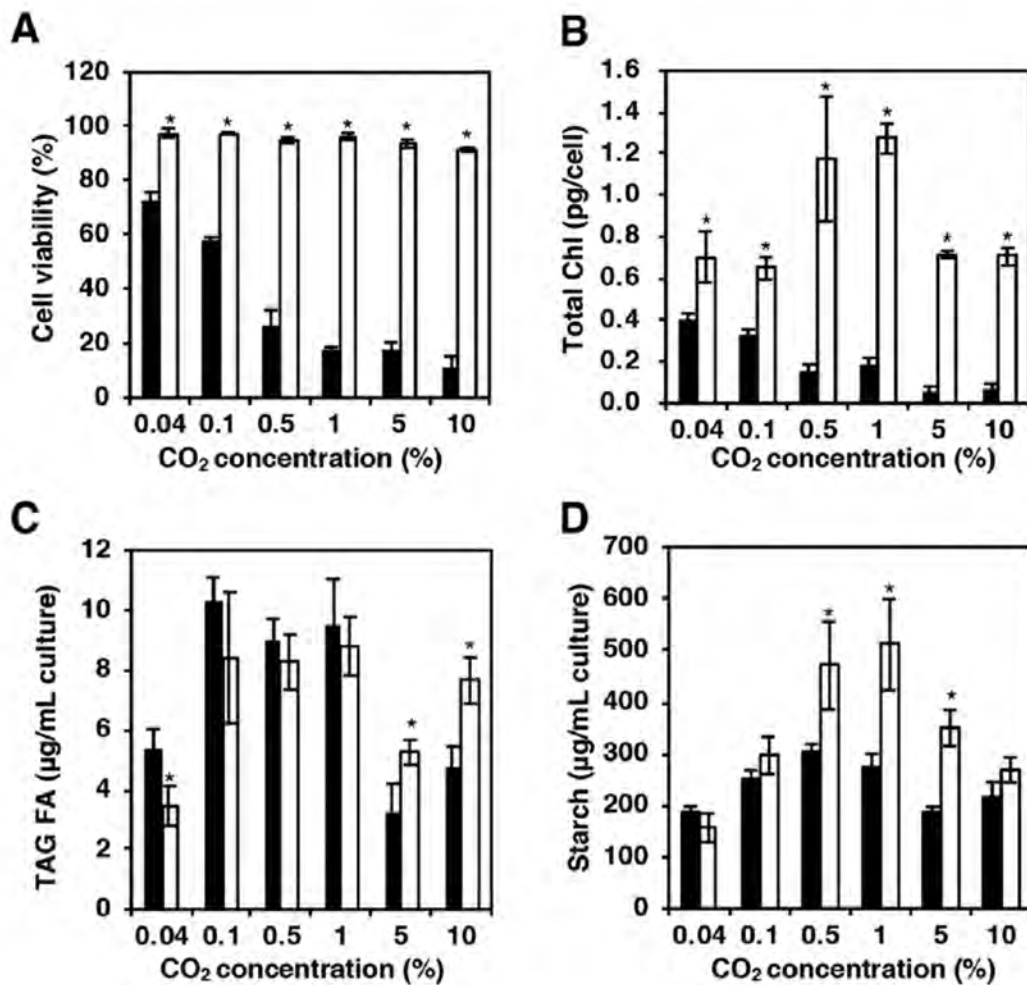 A
Cell viability (%)
120
100
80
60
40
20
0
* * * * * *
0.04 0.1 0.5 1 5 10
CO₂ concentration (%)
B
Total Chl (pg/cell)
1.6
1.4
1.2
1.0
0.8
0.6
0.4
0.2
0.0
* * * * * *
0.04 0.1 0.5 1 5 10
CO₂ concentration (%)
C
TAG FA (µg/mL culture)
12
10
8
6
4
2
0
* * *
0.04 0.1 0.5 1 5 10
CO₂ concentration (%)
D
Starch (µg/mL culture)
700
600
500
400
300
200
100
0
* * *
0.04 0.1 0.5 1 5 10
CO₂ concentration (%)